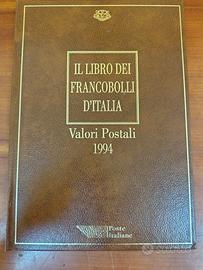 IL LIBRO DEI
FRANCOBOLLI
D'ITALIA
Valori Postali
1994
Poste
Italiane